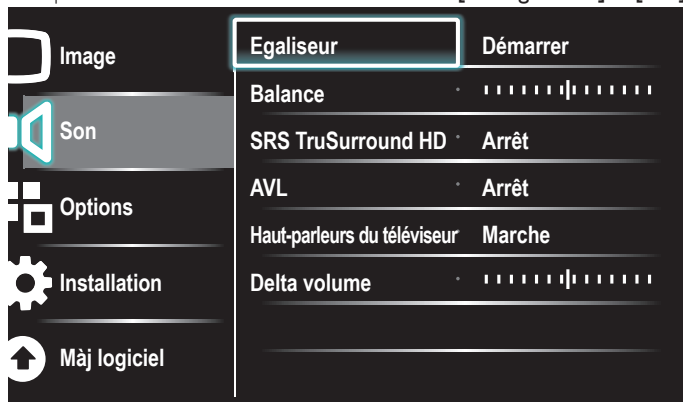 Image
Son
Options
Installation
Màj logiciel
Egaliseur Démarrer
Balance
SRS TruSurround HD Arrêt
AVL Arrêt
Haut-parleurs du téléviseur Marche
Delta volume